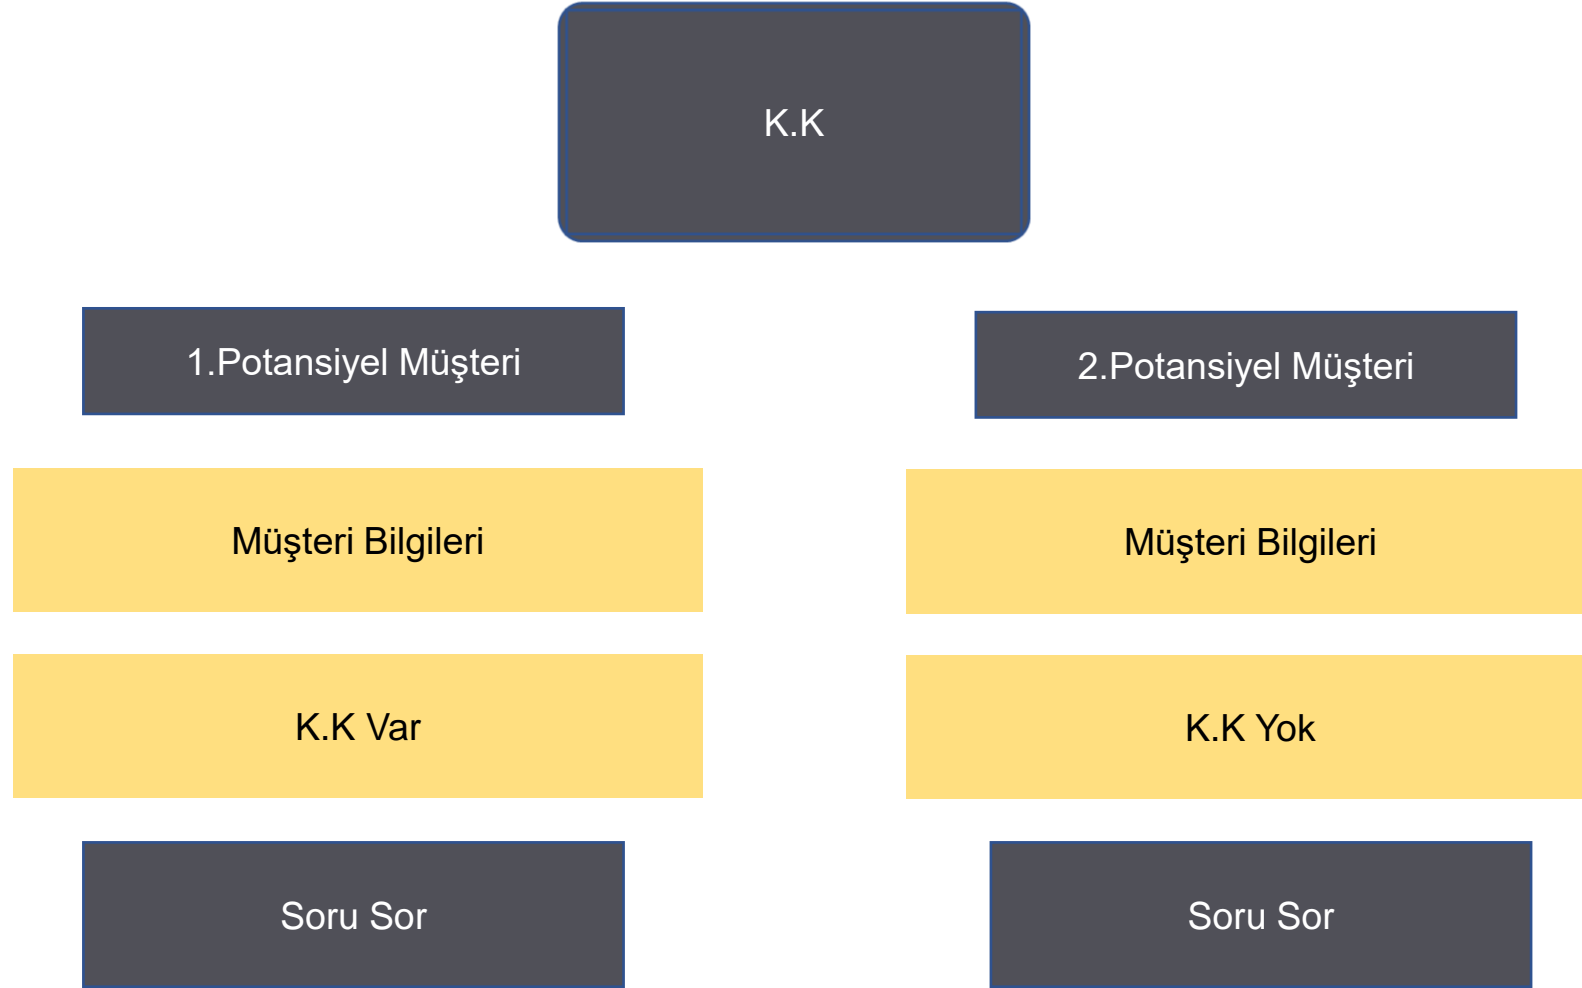 K.K
1.Potansiyel Müşteri
2.Potansiyel Müşteri
Müşteri Bilgileri
Müşteri Bilgileri
K.K Var
K.K Yok
Soru Sor
Soru Sor